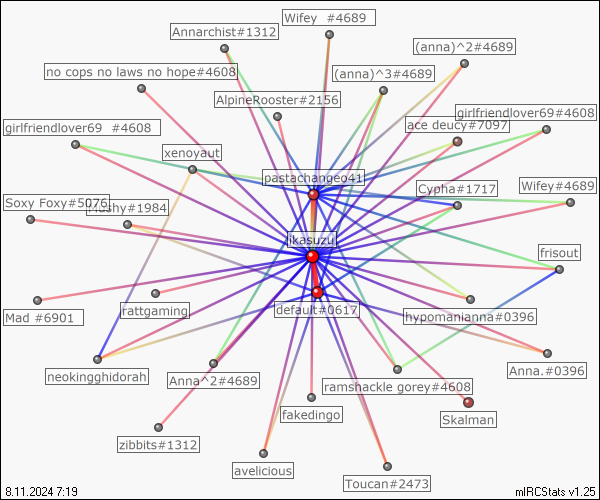 Wifey #4689
Annarchist#1312
(anna)^2#4689
no cops no laws no hope#4608
(anna)^3#4689
AlpineRooster#2156
girlfriendlover69#4608
girlfriendlover69 #4608
ace deucy#7097
xenoyaut
pastachangeo41
Cypha#1717
Wifey#4689
Soxy Foxy#5076
#1984
ikasuzu
frisout
rattgaming
default#0617
Mad #6901
hypomanianna#0396
neokingghidorah
Anna^2#4689
ramshackle gorey#4608
Anna.#0396
fakedingo
Skalman
zibbits#1312
avelicious
Toucan#2473
8.11.2024 7:19
mIRCStats v1.25